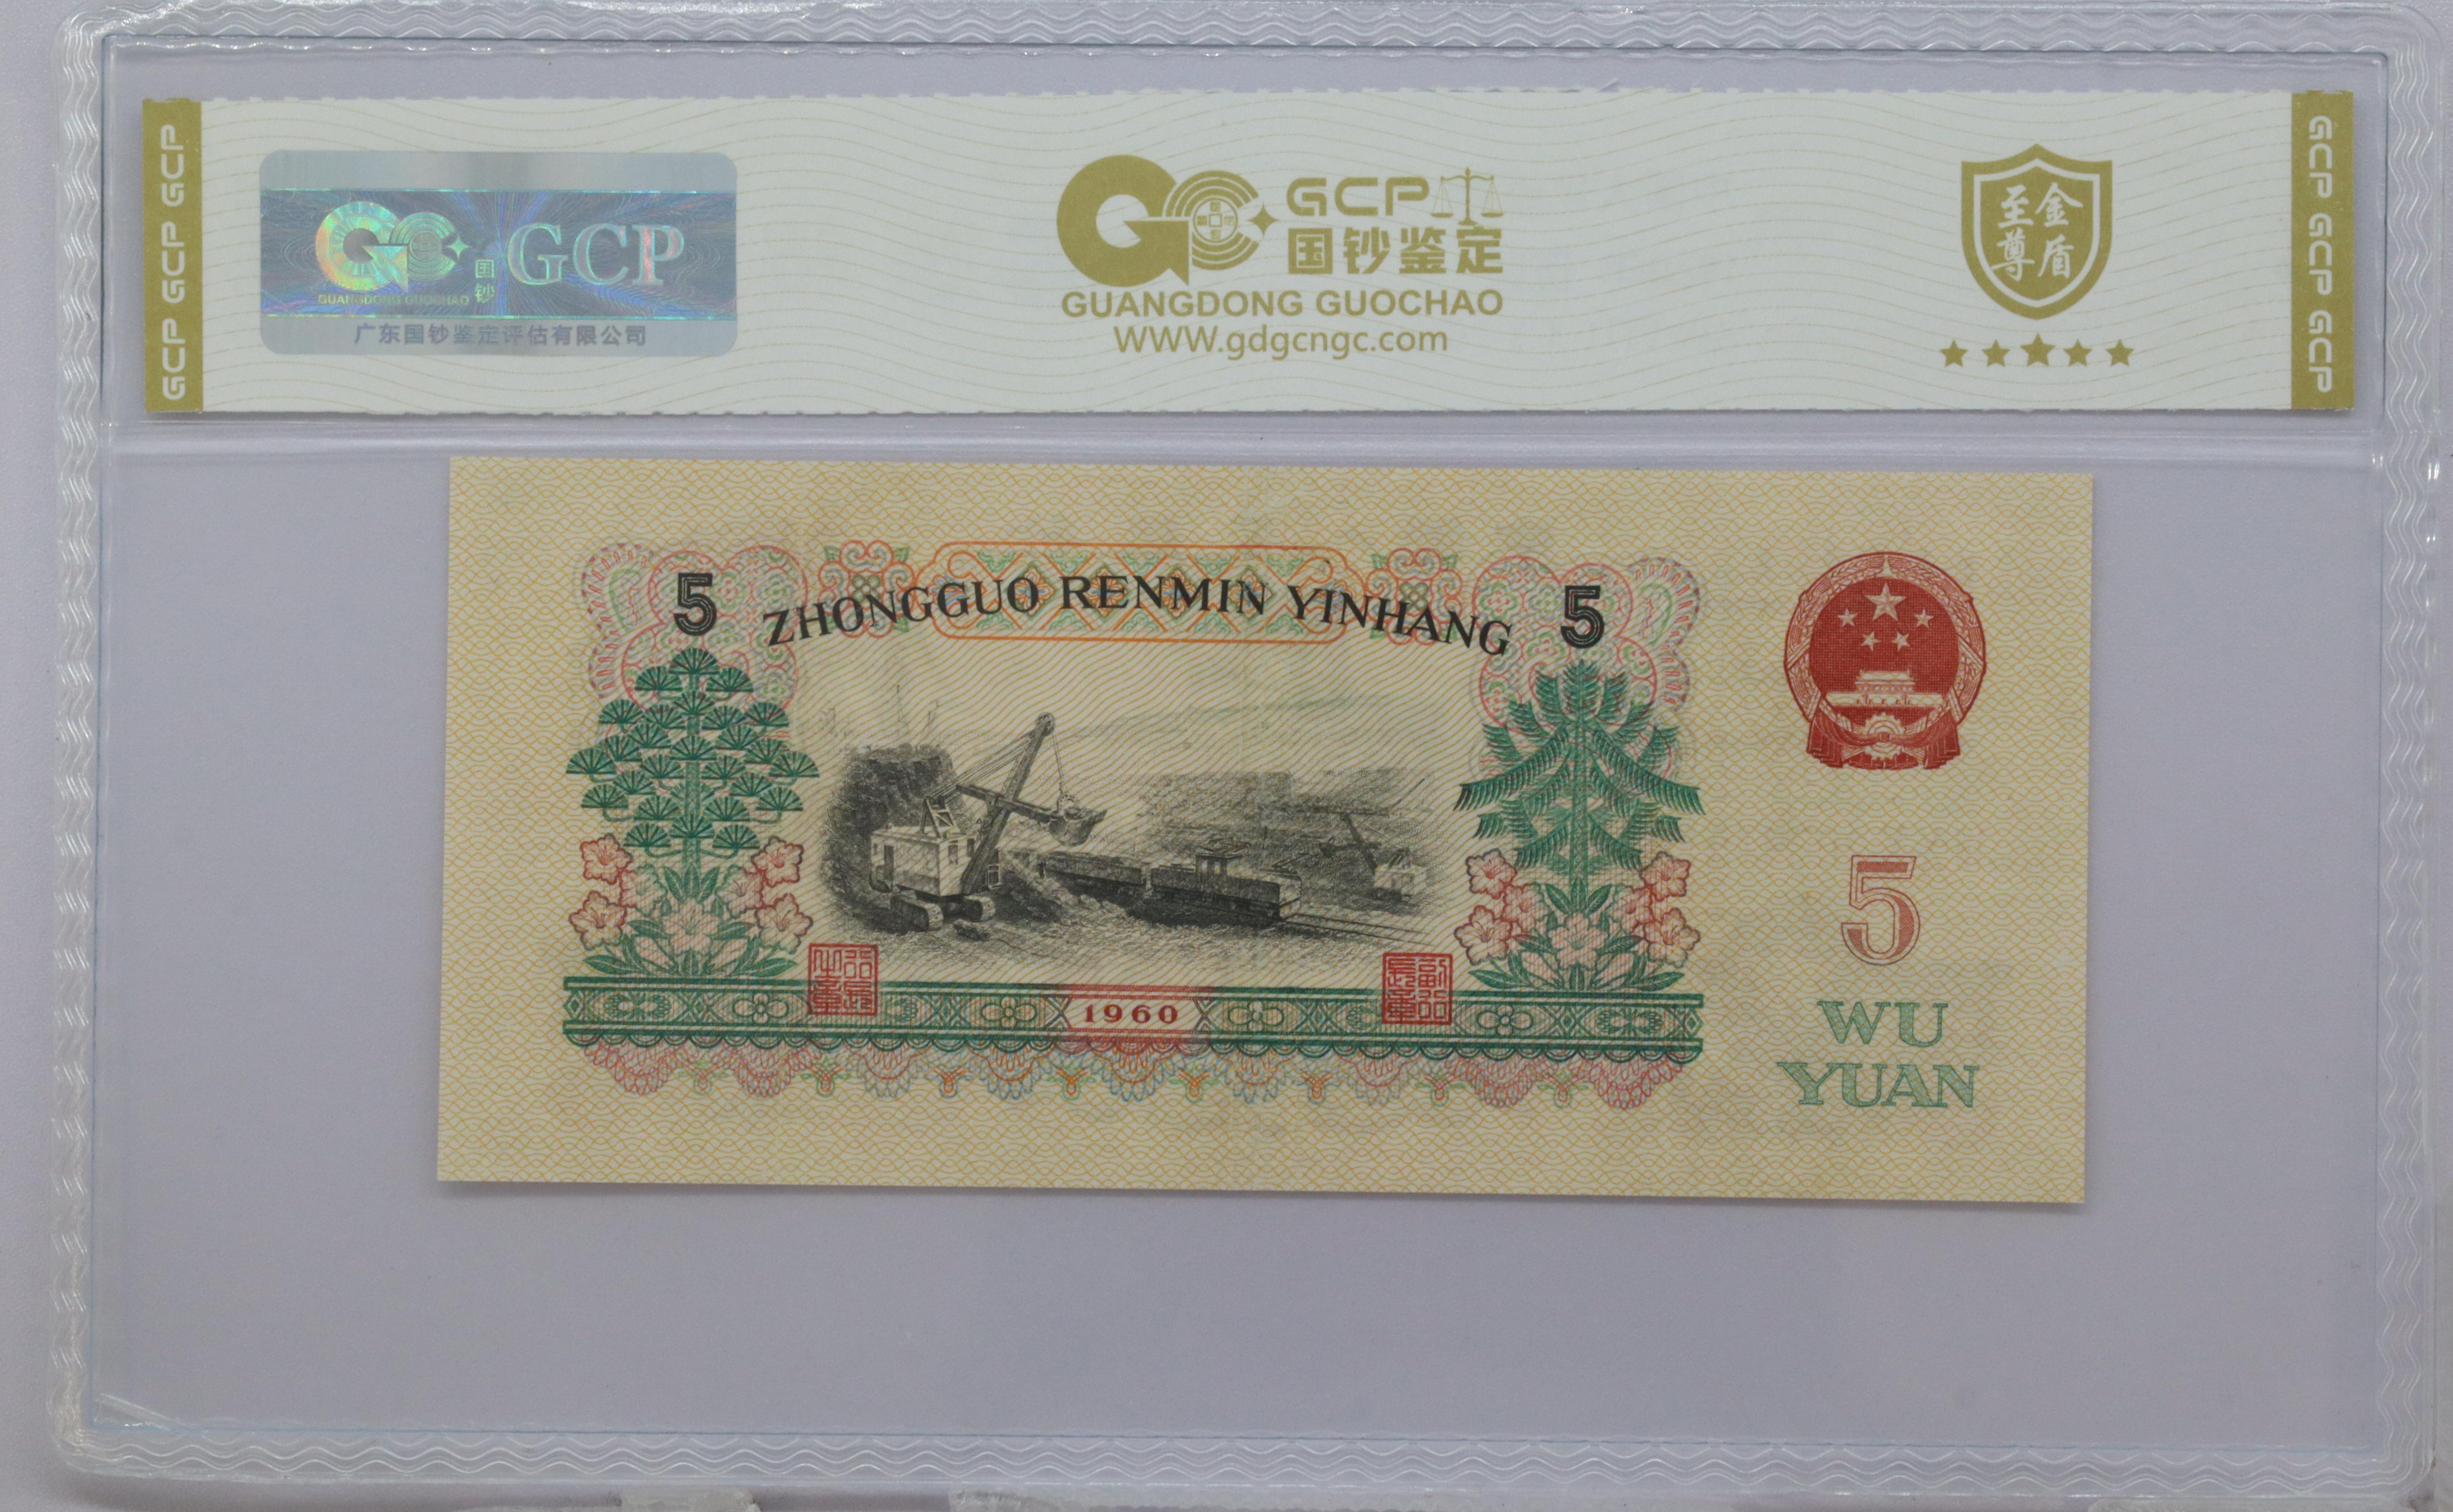 GCP GCP GCP
GCP
国钞
GUANGDONG GUOCHAO
广东国钞鉴定评估有限公司
GCP
国钞鉴定
GUANGDONG GUOCHAO
WWW.gdgcngc.com
至金
尊盾
GCP GCP GCP
5 ZHONGGUO RENMIN YINHANG 5
5
WU
YUAN
1960